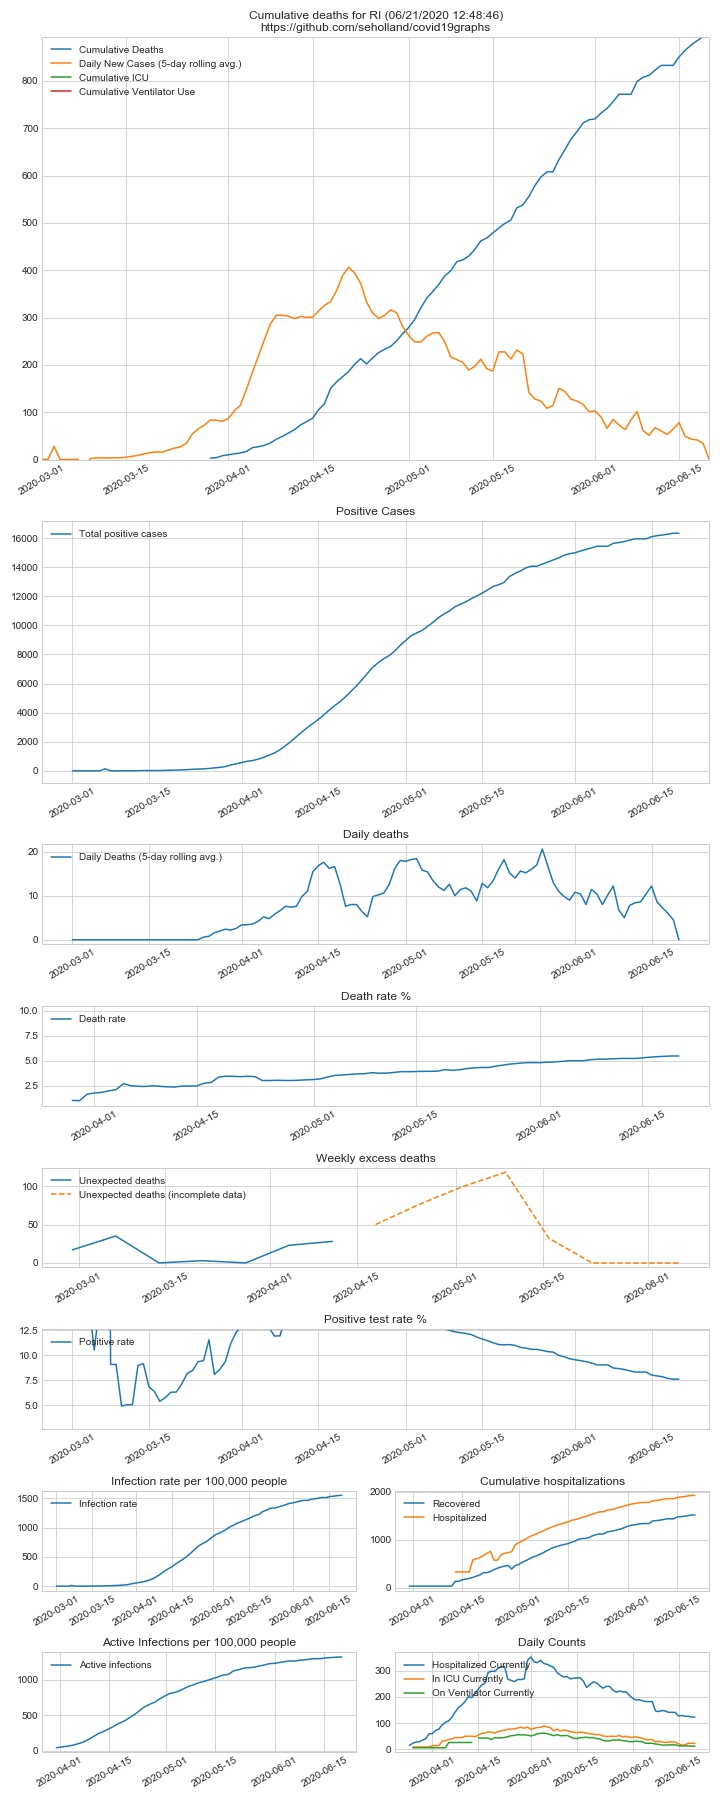 Cumulative deaths for RI (06/21/2020 12:48:46)
https://github.com/seholland/covid19graphs
Cumulative Deaths
Daily New Cases (5-day rolling avg.)
Cumulative ICU
Cumulative Ventilator Use
800
700
600
500
400
300
200
100
0
2020-03-01 2020-03-15 2020-04-01 2020-04-15 2020-05-01 2020-05-15 2020-06-01 2020-06-15
Positive Cases
Total positive cases
16000
14000
12000
10000
8000
6000
4000
2000
0
2020-03-01 2020-03-15 2020-04-01 2020-04-15 2020-05-01 2020-05-15 2020-06-01 2020-06-15
Daily deaths
Daily Deaths (5-day rolling avg.)
20
10
0
2020-03-01 2020-03-15 2020-04-01 2020-04-15 2020-05-01 2020-05-15 2020-06-01 2020-06-15
Death rate %
Death rate
10.0
7.5
5.0
2.5
2020-04-01 2020-04-15 2020-05-01 2020-05-15 2020-06-01 2020-06-15
Weekly excess deaths
Unexpected deaths
Unexpected deaths (incomplete data)
100
50
0
2020-03-01 2020-03-15 2020-04-01 2020-04-15 2020-05-01 2020-05-15 2020-06-01
Positive test rate %
Positive rate
12.5
10.0
7.5
5.0
2020-03-01 2020-03-15 2020-04-01 2020-04-15 2020-05-01 2020-05-15 2020-06-01 2020-06-15
Infection rate per 100,000 people
Infection rate
1500
1000
500
0
2020-03-01 2020-03-15 2020-04-01 2020-04-15 2020-05-01 2020-05-15 2020-06-01 2020-06-15
Cumulative hospitalizations
Recovered
Hospitalized
2000
1000
0
2020-04-01 2020-04-15 2020-05-01 2020-05-15 2020-06-01 2020-06-15
Active Infections per 100,000 people
Active infections
1000
500
0
2020-04-01 2020-04-15 2020-05-01 2020-05-15 2020-06-01 2020-06-15
Daily Counts
Hospitalized Currently
In ICU Currently
On Ventilator Currently
300
200
100
0
2020-04-01 2020-04-15 2020-05-01 2020-05-15 2020-06-01 2020-06-15